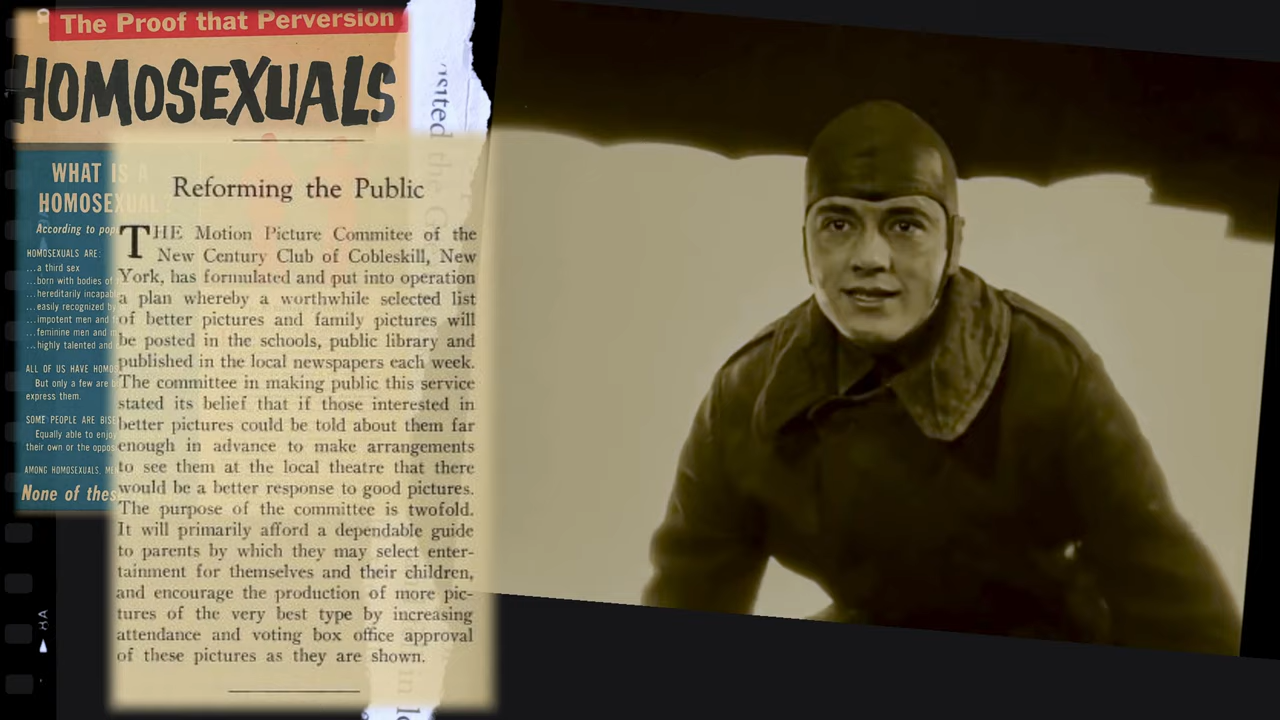 The Proof that Perversion
HOMOSEXUALS
WHAT IS A
HOMOSEXUAL?
According to pop
HOMOSEXUALS ARE:
...a third sex
...born with bodies of
...hereditarily incapab
...easily recognized by
...impotent men and
...feminine men and m
...highly talented and
ALL OF US HAVE HOMO
But only a few are b
express them.
SOME PEOPLE ARE BISE
Equally able to enjoy
their own or the oppos
AMONG HOMOSEXUALS, M
None of thes
Reforming the Public
THE Motion Picture Commitee of the
New Century Club of Cobleskill, New
York, has formulated and put into operation
a plan whereby a worthwhile selected list
of better pictures and family pictures will
be posted in the schools, public library and
published in the local newspapers each week.
The committee in making public this service
stated its belief that if those interested in
better pictures could be told about them far
enough in advance to make arrangements
to see them at the local theatre that there
would be a better response to good pictures.
The purpose of the committee is twofold.
It will primarily afford a dependable guide
to parents by which they may select enter-
tainment for themselves and their children,
and encourage the production of more pic-
tures of the very best type by increasing
attendance and voting box office approval
of these pictures as they are shown.
isited the G
in